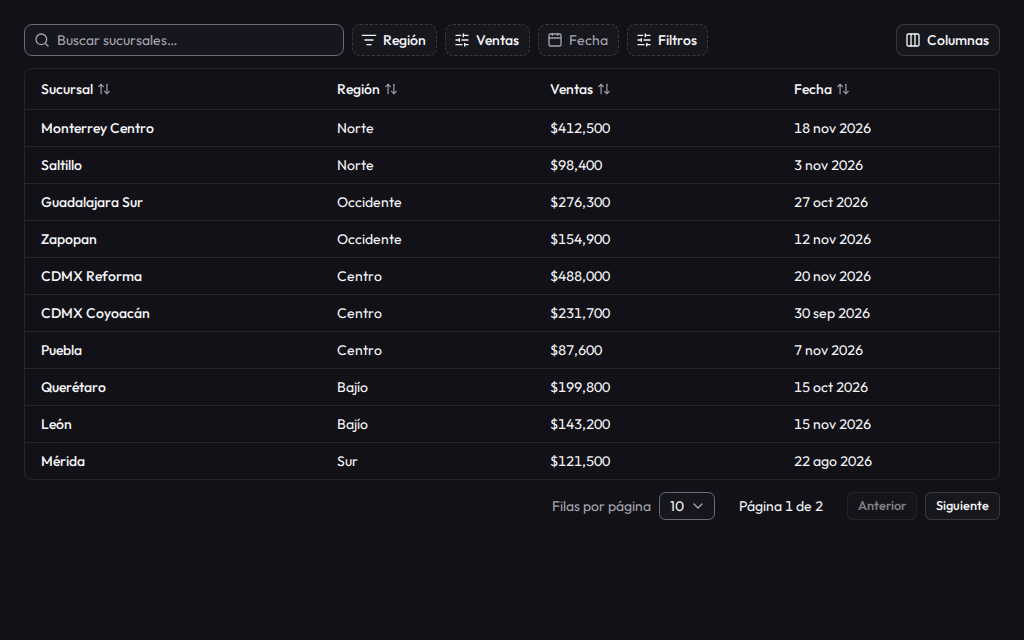 Buscar sucursales... Región Ventas Fecha Filtros Columnas
Sucursal Región Ventas Fecha
Monterrey Centro Norte $412,500 18 nov 2026
Saltillo Norte $98,400 3 nov 2026
Guadalajara Sur Occidente $276,300 27 oct 2026
Zapopan Occidente $154,900 12 nov 2026
CDMX Reforma Centro $488,000 20 nov 2026
CDMX Coyoacán Centro $231,700 30 sep 2026
Puebla Centro $87,600 7 nov 2026
Querétaro Bajío $199,800 15 oct 2026
León Bajío $143,200 15 nov 2026
Mérida Sur $121,500 22 ago 2026
Filas por página 10 Página 1 de 2 Anterior Siguiente